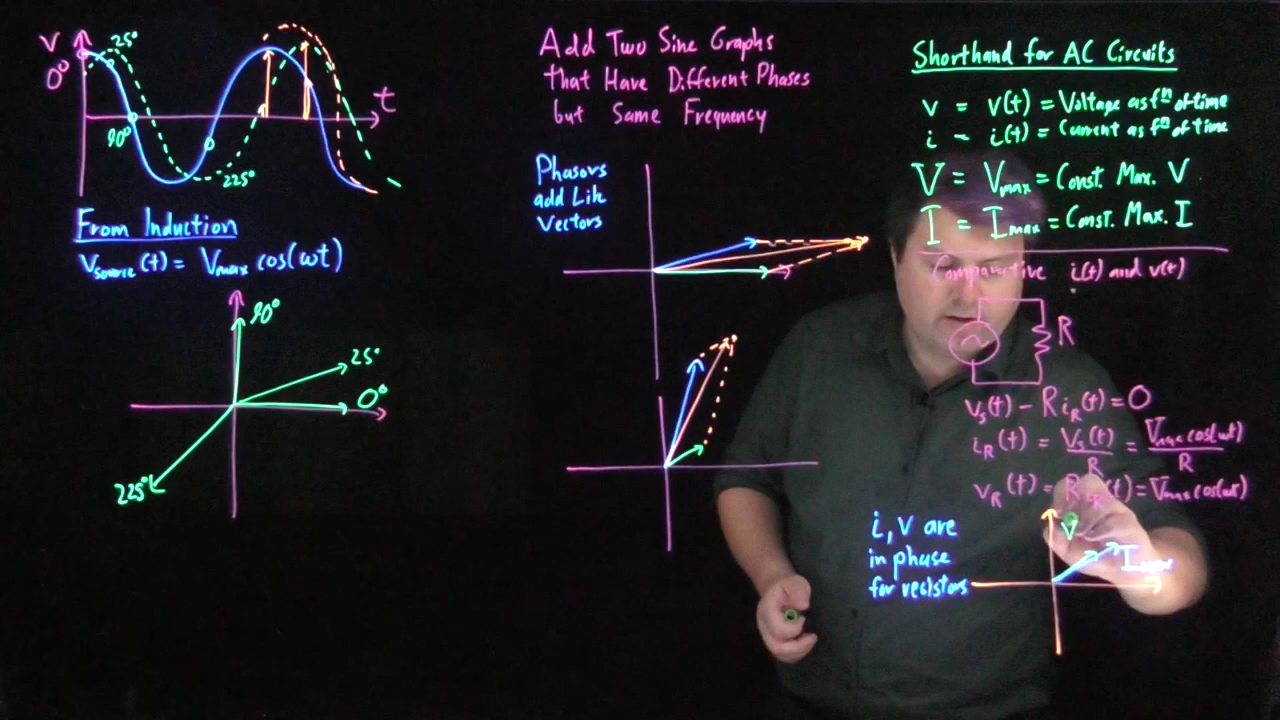 V
25°
0°
t
90°
225°
From Induction
Vsource(t) = Vmax cos(ωt)
90°
25°
0°
225°
Add Two Sine Graphs
that Have Different Phases
but Same Frequency
Phasors
add Lik
Vectors
Shorthand for AC Circuits
v = v(t) = Voltage as fⁿ of time
i = i(t) = Current as fⁿ of time
V = Vmax = Const. Max. V
I = Imax = Const. Max. I
Comparative i(t) and v(t)
R
vs(t) - R iR(t) = 0
iR(t) = Vs(t)/R = Vmax cos(ωt)/R
vR(t) = R iR(t) = Vmax cos(ωt)
i, v are
in phase
for resistors
V
Imax